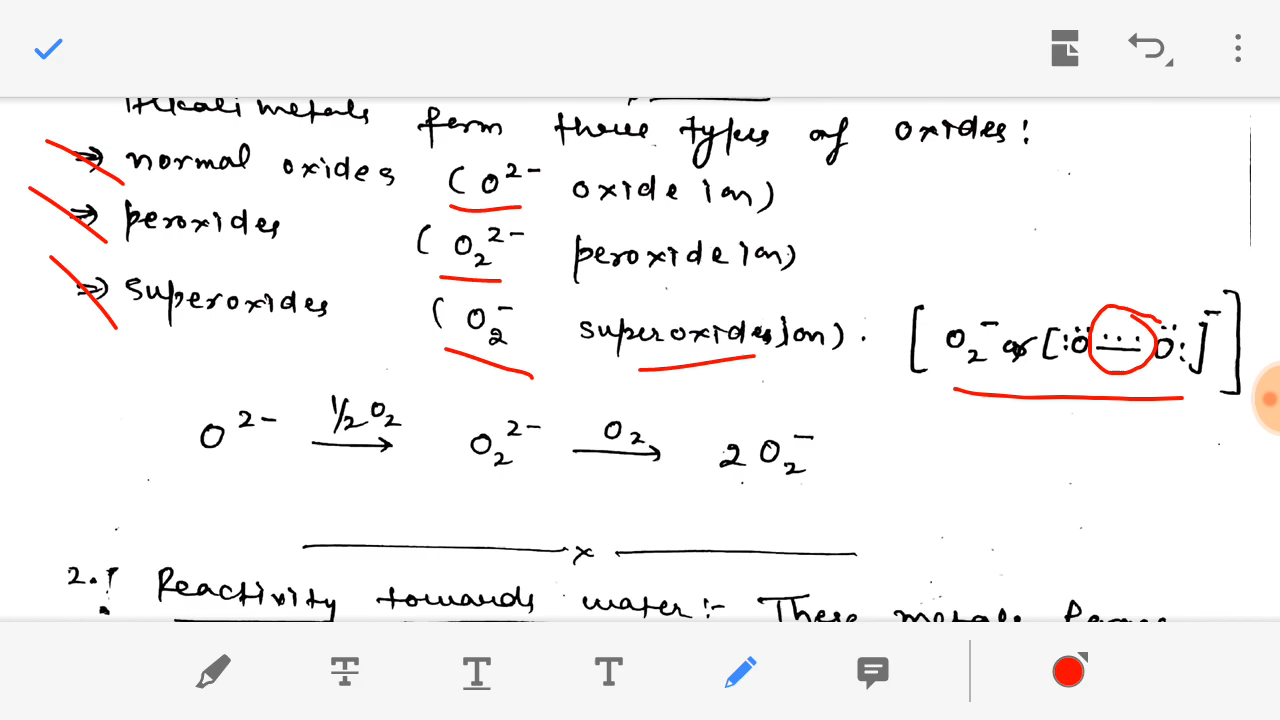 Alkali metals form three types of oxides:
⇒ normal oxides (O²⁻ oxide ion)
⇒ peroxides (O₂²⁻ peroxide ion)
⇒ superoxides (O₂⁻ superoxides ion). [O₂⁻ or [:Ö⋯Ö:]⁻]
O²⁻ —½O₂→ O₂²⁻ —O₂→ 2O₂⁻
x
2.! Reactivity towards water:- These metals
T T T